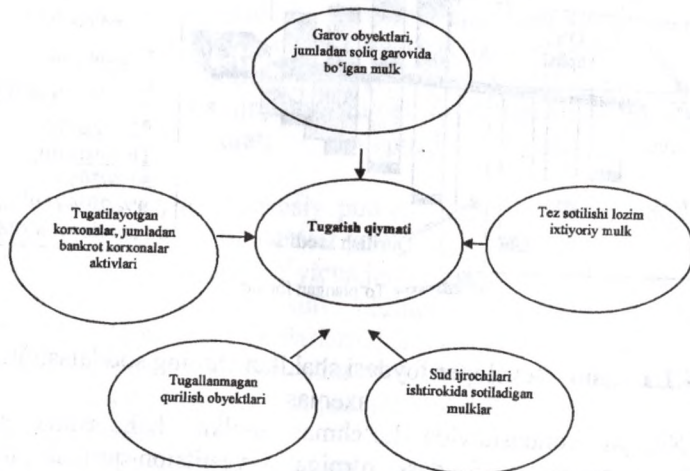 Garov obyektlari,
jumladan soliq garovida
bo'lgan mulk
Tugatilayotgan
korxonalar, jumladan
bankrot korxonalar
aktivlari
Tugatish qiymati
Tez sotilishi lozim
ixtiyoriy mulk
Tugallanmagan
qurilish obyektlari
Sud ijrochilari
ishtirokida sotiladigan
mulklar